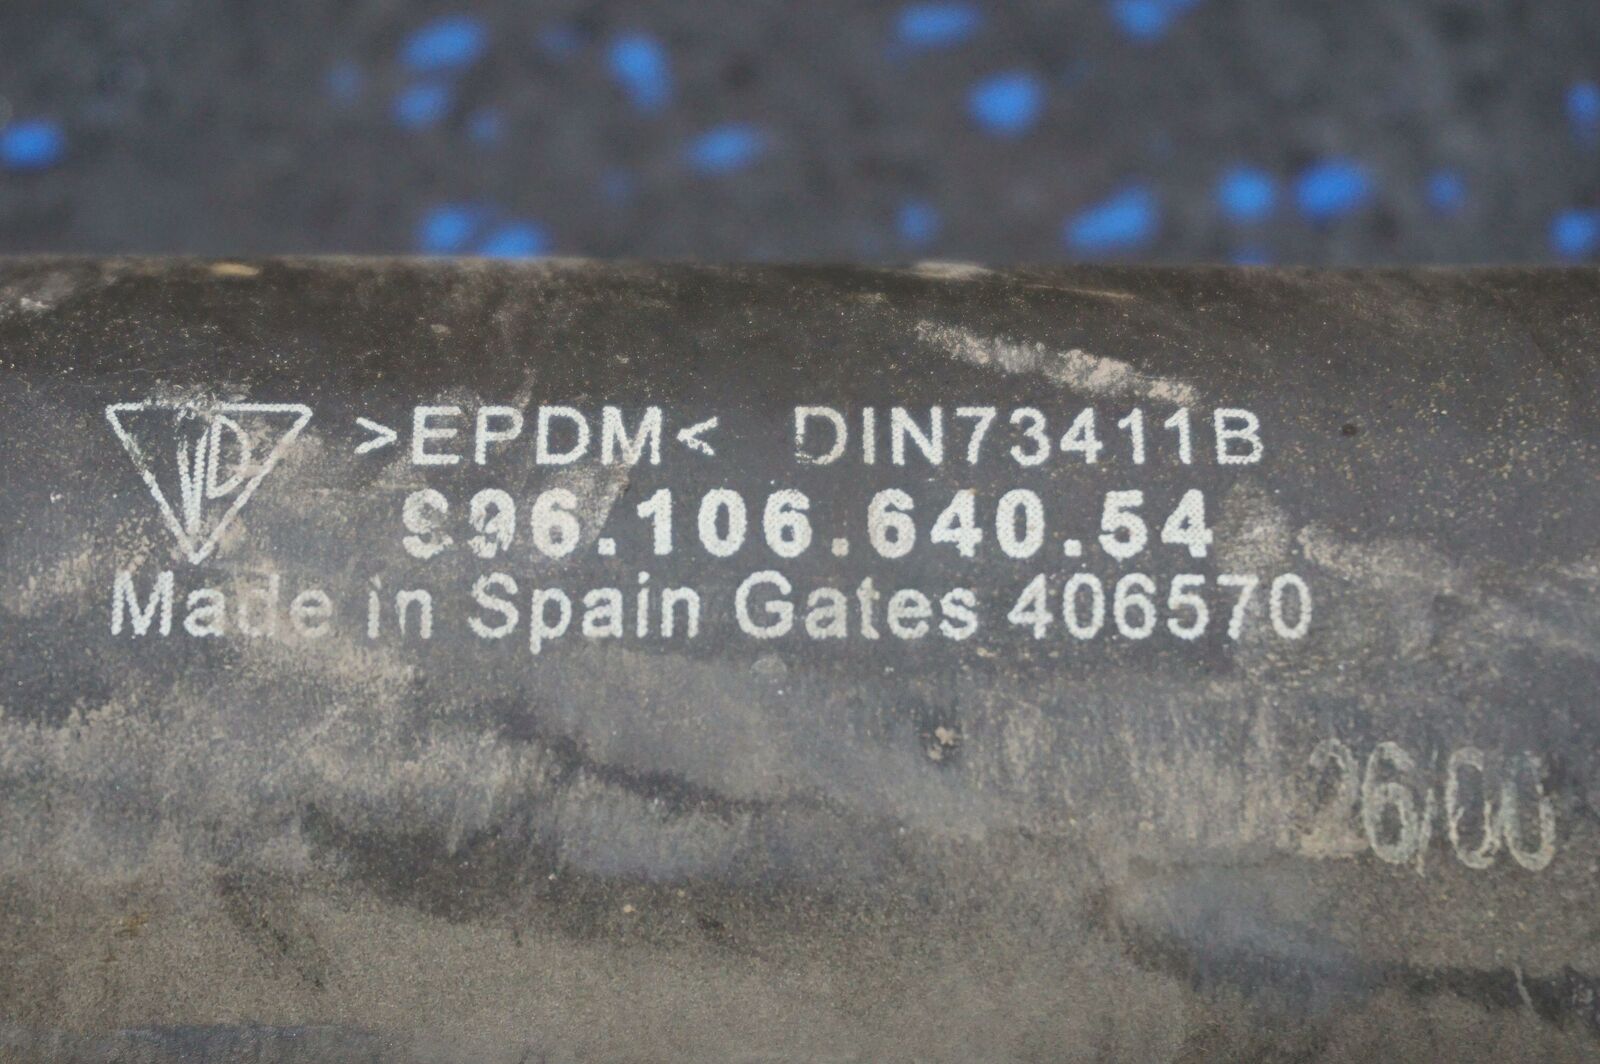 >EPDM< DIN73411B
996.106.640.54
Made in Spain Gates 406570
26/00